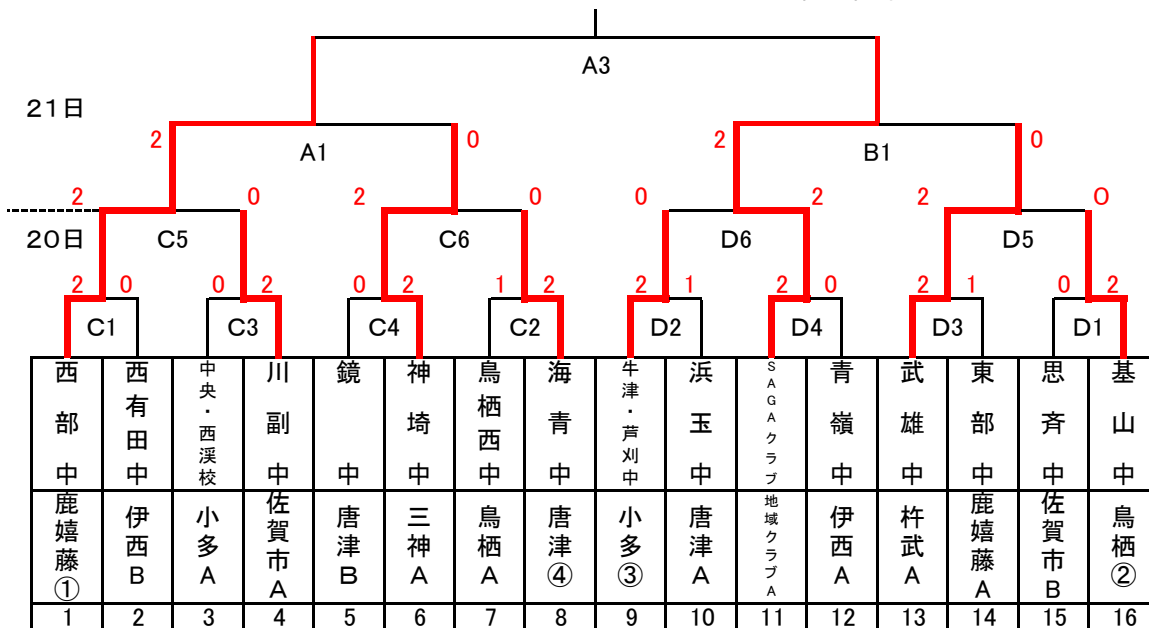 A3
21日
2 0 2 0
A1 B1
2 0 2 0 0 2 2 O
20日 C5 C6 D6 D5
2 0 0 2 0 2 1 2 2 1 2 0 2 1 0 2
C1 C3 C4 C2 D2 D4 D3 D1
西部中
西有田中
中央・西渓校
川副中
鏡中
神埼中
鳥栖西中
海青中
牛津・芦刈中
浜玉中
SAGAクラブ
青嶺中
武雄中
東部中
思斉中
基山中
鹿嬉藤①
伊西B
小多A
佐賀市A
唐津B
三神A
鳥栖A
唐津④
小多③
唐津A
地域クラブA
伊西A
杵武A
鹿嬉藤A
佐賀市B
鳥栖②
1 2 3 4 5 6 7 8 9 10 11 12 13 14 15 16